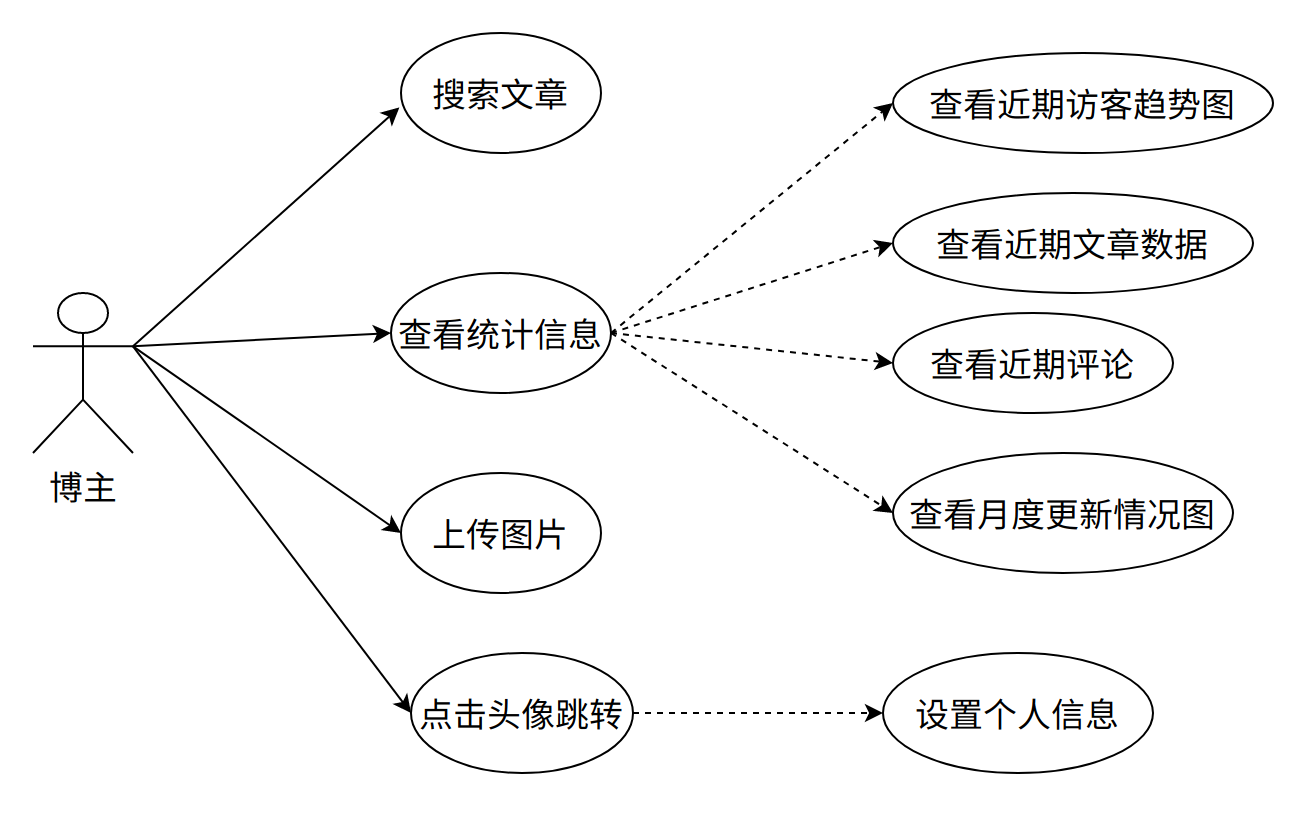 搜索文章
查看近期访客趋势图
查看近期文章数据
查看统计信息
查看近期评论
博主
上传图片
查看月度更新情况图
点击头像跳转
设置个人信息